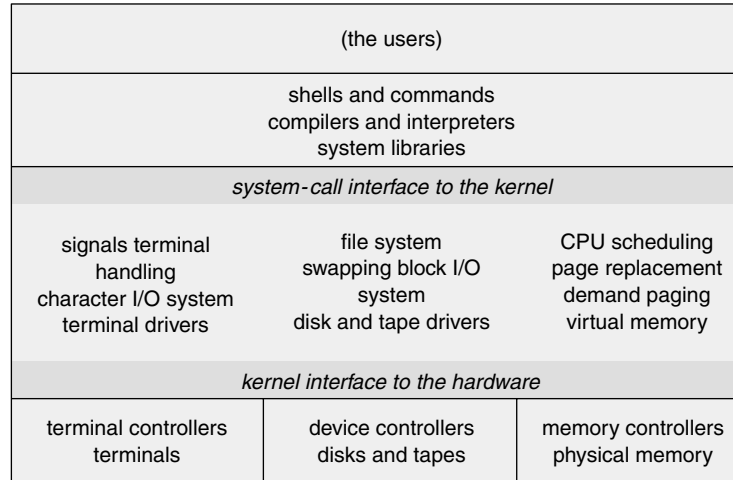 (the users)
shells and commands
compilers and interpreters
system libraries
system-call interface to the kernel
signals terminal
handling
character I/O system
terminal drivers
file system
swapping block I/O
system
disk and tape drivers
CPU scheduling
page replacement
demand paging
virtual memory
kernel interface to the hardware
terminal controllers
terminals
device controllers
disks and tapes
memory controllers
physical memory